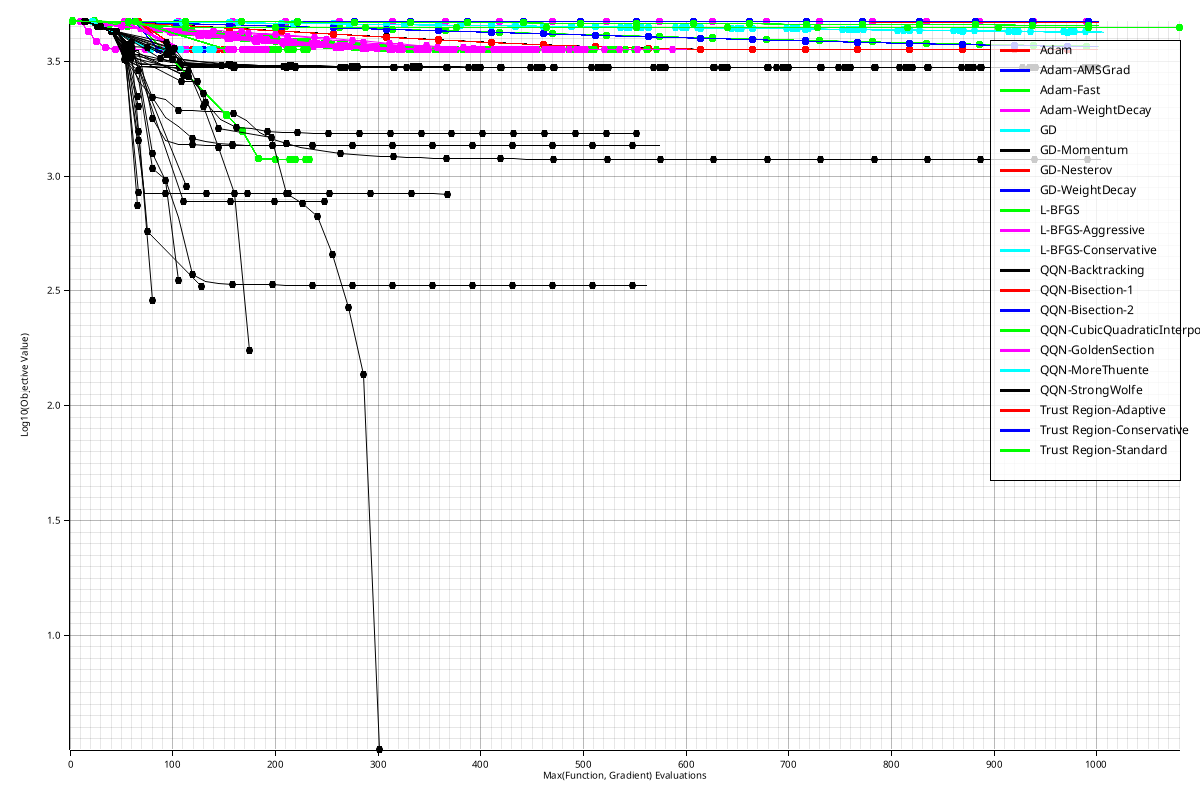 3.5
3.0
2.5
2.0
1.5
1.0
Log10(Objective Value)
0 100 200 300 400 500 600 700 800 900 1000
Max(Function, Gradient) Evaluations
Adam
Adam-AMSGrad
Adam-Fast
Adam-WeightDecay
GD
GD-Momentum
GD-Nesterov
GD-WeightDecay
L-BFGS
L-BFGS-Aggressive
L-BFGS-Conservative
QQN-Backtracking
QQN-Bisection-1
QQN-Bisection-2
QQN-CubicQuadraticInterpo
QQN-GoldenSection
QQN-MoreThuente
QQN-StrongWolfe
Trust Region-Adaptive
Trust Region-Conservative
Trust Region-Standard